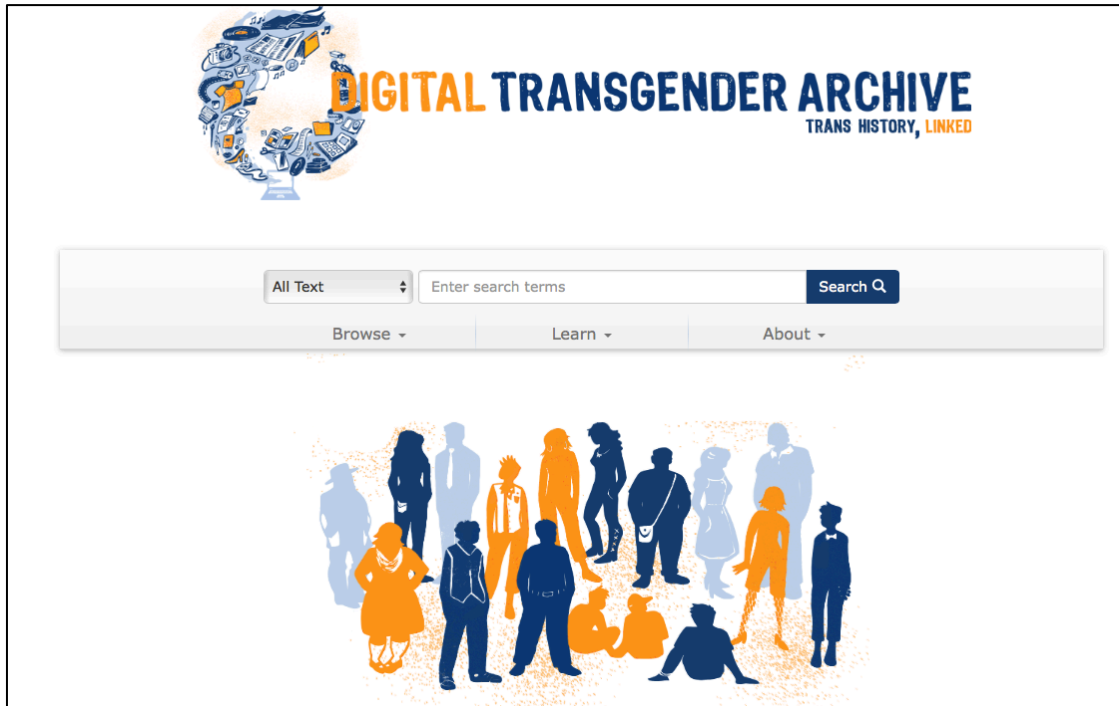 DIGITAL TRANSGENDER ARCHIVE
TRANS HISTORY, LINKED
All Text Enter search terms Search
Browse Learn About